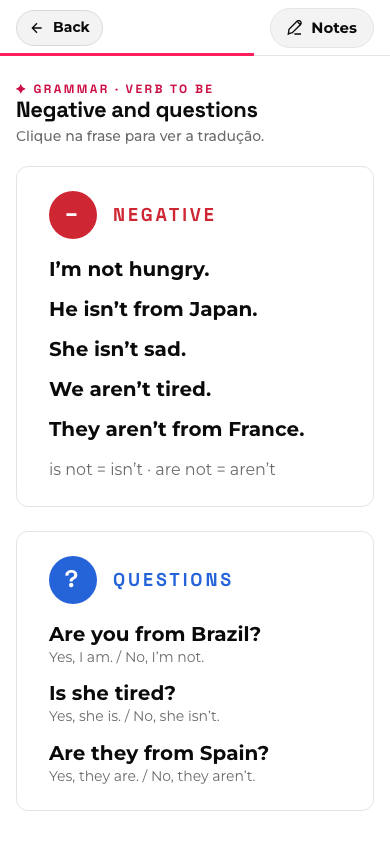 Back
Notes
✦ GRAMMAR · VERB TO BE
Negative and questions
Clique na frase para ver a tradução.
– NEGATIVE
I’m not hungry.
He isn’t from Japan.
She isn’t sad.
We aren’t tired.
They aren’t from France.
is not = isn’t · are not = aren’t
? QUESTIONS
Are you from Brazil?
Yes, I am. / No, I’m not.
Is she tired?
Yes, she is. / No, she isn’t.
Are they from Spain?
Yes, they are. / No, they aren’t.